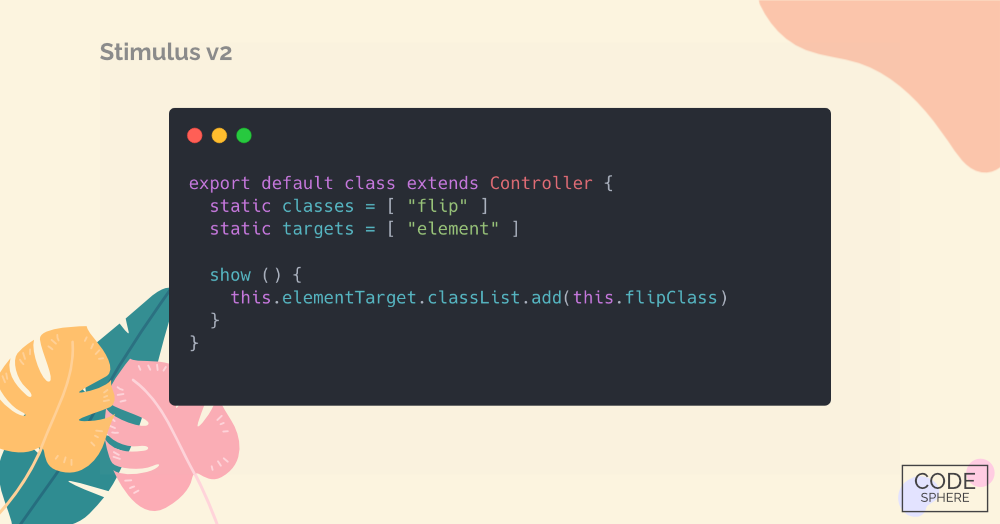 Stimulus v2
export default class extends Controller {
  static classes = [ "flip" ]
  static targets = [ "element" ]

  show () {
    this.elementTarget.classList.add(this.flipClass)
  }
}
CODE
SPHERE